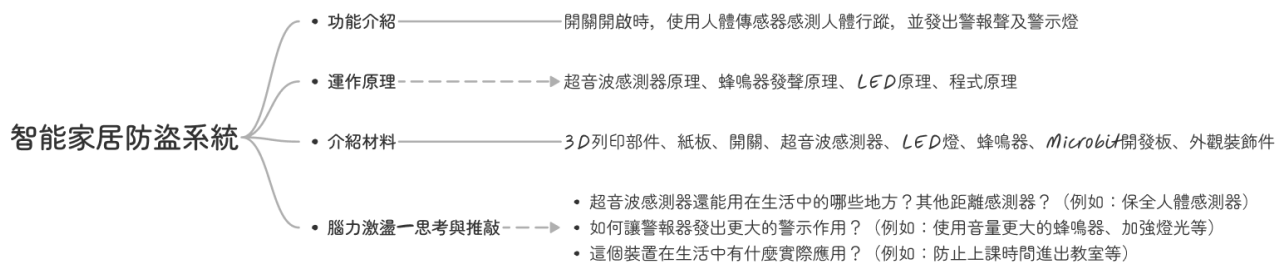 功能介紹
開關開啟時，使用人體傳感器感測人體行蹤，並發出警報聲及警示燈
運作原理
超音波感測器原理、蜂鳴器發聲原理、LED原理、程式原理
智能家居防盜系統
介紹材料
3D列印部件、紙板、開關、超音波感測器、LED燈、蜂鳴器、Microbit開發板、外觀裝飾件
腦力激盪—思考與推敲
超音波感測器還能用在生活中的哪些地方？其他距離感測器？（例如：保全人體感測器）
如何讓警報器發出更大的警示作用？（例如：使用音量更大的蜂鳴器、加強燈光等）
這個裝置在生活中有什麼實際應用？（例如：防止上課時間進出教室等）